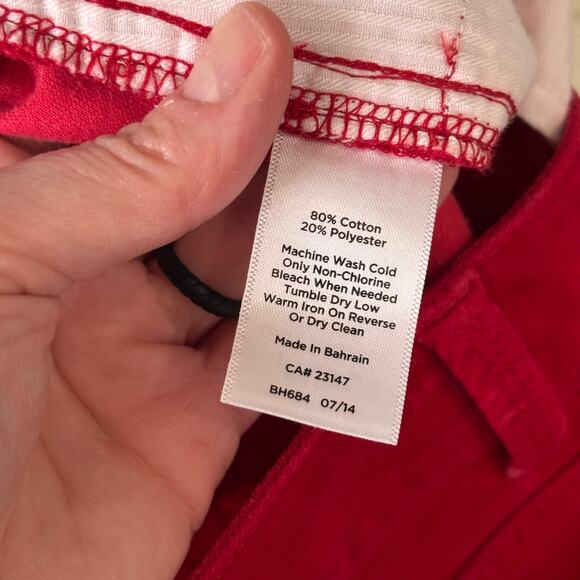 80% Cotton
20% Polyester
Machine Wash Cold
Only Non-Chlorine
Bleach When Needed
Tumble Dry Low
Warm Iron On Reverse
Or Dry Clean
Made In Bahrain
CA# 23147
BH684 07/14